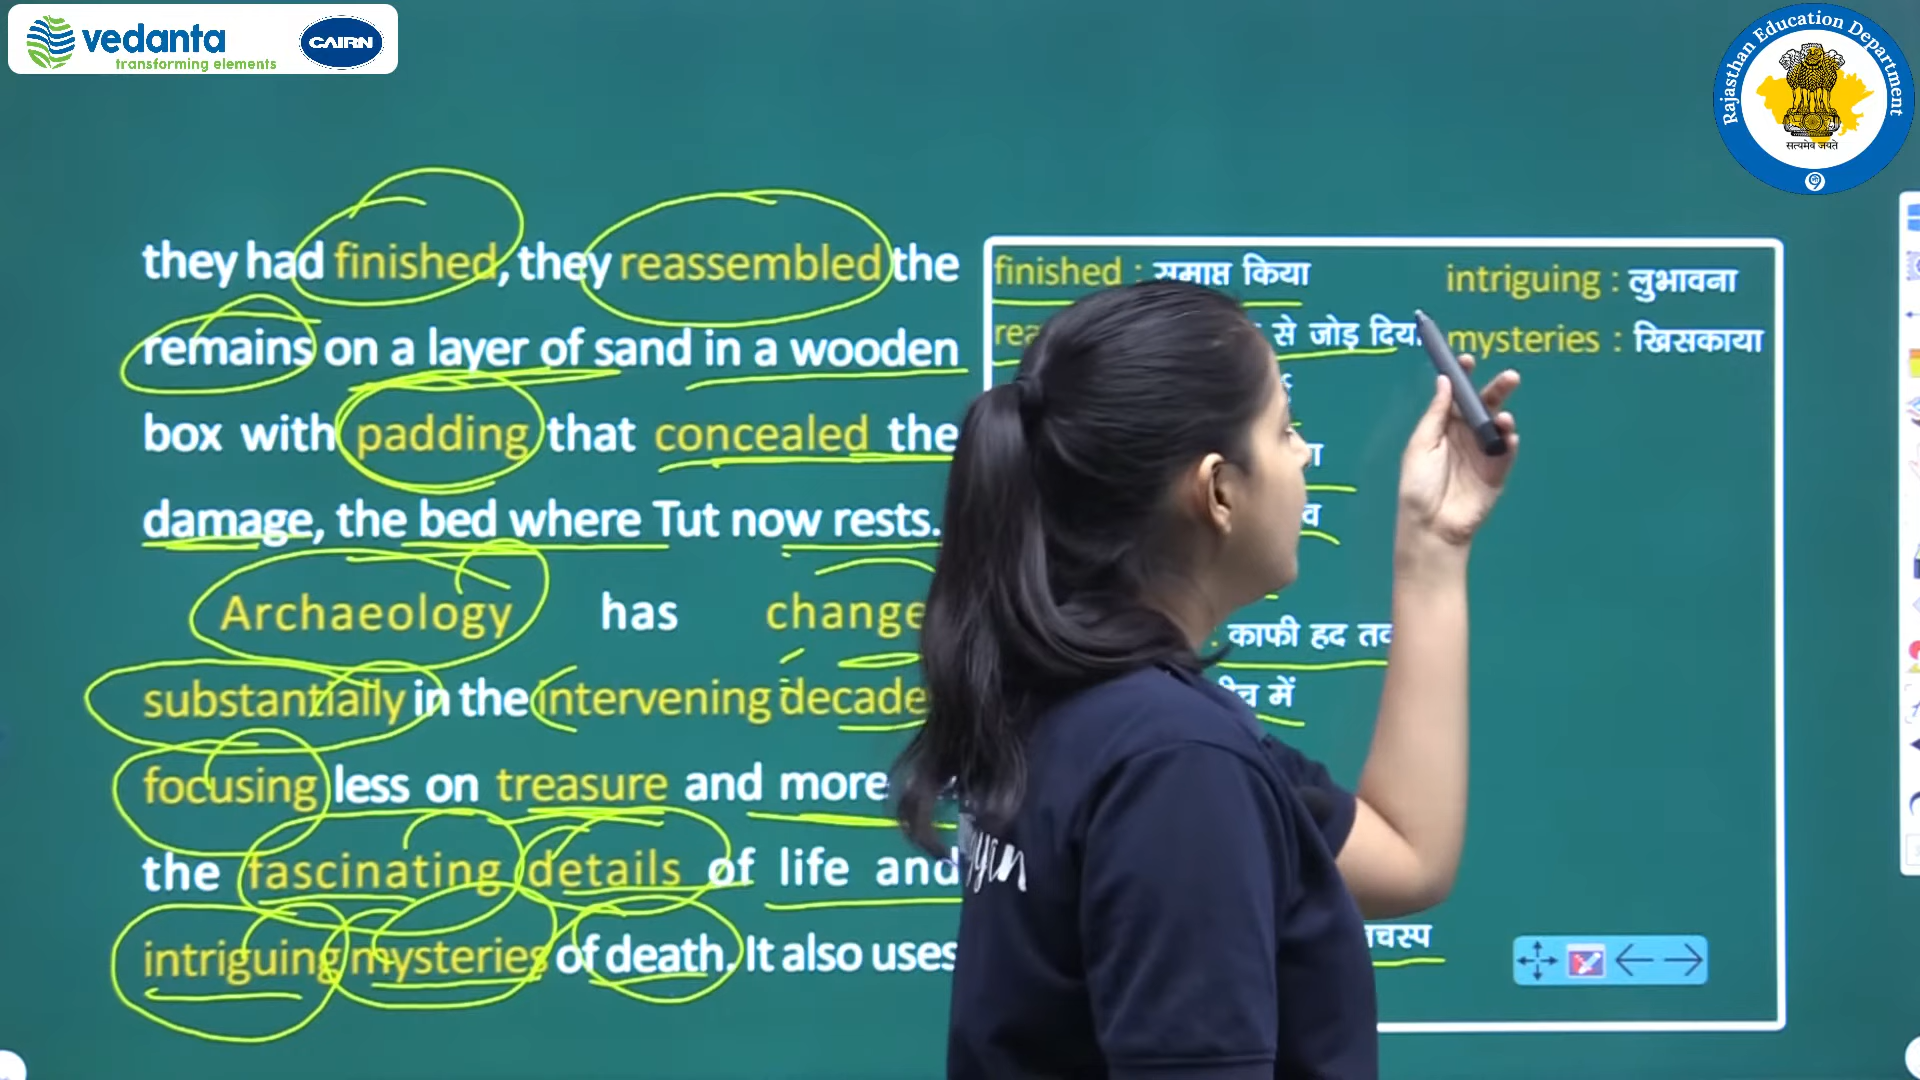 vedanta
transforming elements
CAIRN
Rajasthan Education Department
सत्यमेव जयते
they had finished, they reassembled the
remains on a layer of sand in a wooden
box with padding that concealed the
damage, the bed where Tut now rests.
Archaeology has change
substantially in the intervening decade
focusing less on treasure and more
the fascinating details of life and
intriguing mysteries of death. It also uses
finished : समाप्त किया
से जोड़ दिया
काफी हद
में
intriguing : लुभावना
mysteries : खिसकाया